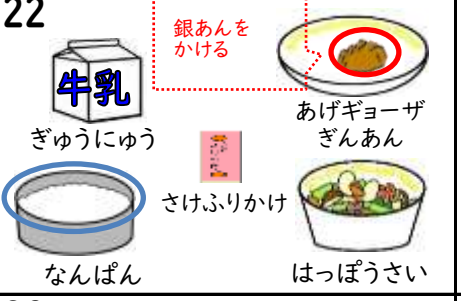 22
銀あんを
かける
牛乳
ぎゅうにゅう
あげギョーザ
ぎんあん
さけふりかけ
なんぱん
はっぽうさい